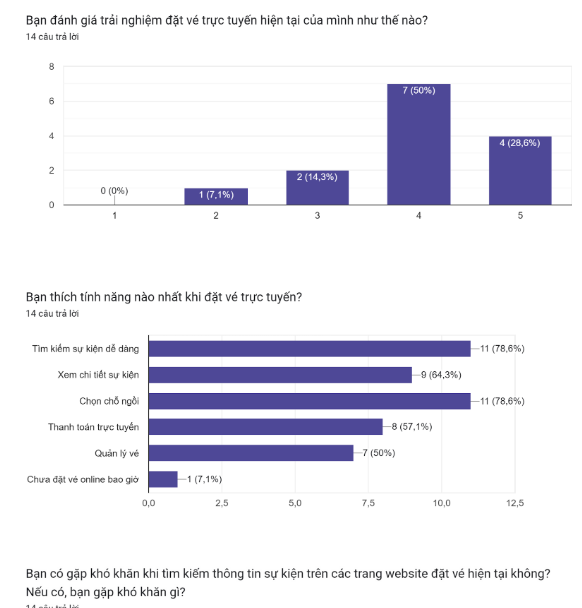 Bạn đánh giá trải nghiệm đặt vé trực tuyến hiện tại của mình như thế nào?
14 câu trả lời
8
6
4
2
0
0 (0%)
1 (7,1%)
2 (14,3%)
7 (50%)
4 (28,6%)
1 2 3 4 5
Bạn thích tính năng nào nhất khi đặt vé trực tuyến?
14 câu trả lời
Tìm kiếm sự kiện dễ dàng 11 (78,6%)
Xem chi tiết sự kiện 9 (64,3%)
Chọn chỗ ngồi 11 (78,6%)
Thanh toán trực tuyến 8 (57,1%)
Quản lý vé 7 (50%)
Chưa đặt vé online bao giờ 1 (7,1%)
0,0 2,5 5,0 7,5 10,0 12,5
Bạn có gặp khó khăn khi tìm kiếm thông tin sự kiện trên các trang website đặt vé hiện tại không?
Nếu có, bạn gặp khó khăn gì?
14 câu trả lời